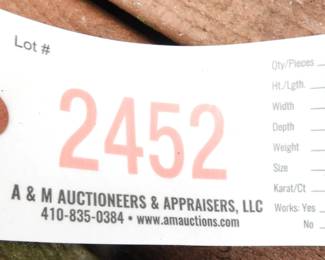 Lot #
2452
A & M AUCTIONEERS & APPRAISERS, LLC
410-835-0384 • www.amauctions.com
Qty/Pieces
Ht./Lgth.
Width
Depth
Weight
Size
Karat/Ct
Works: Yes
No